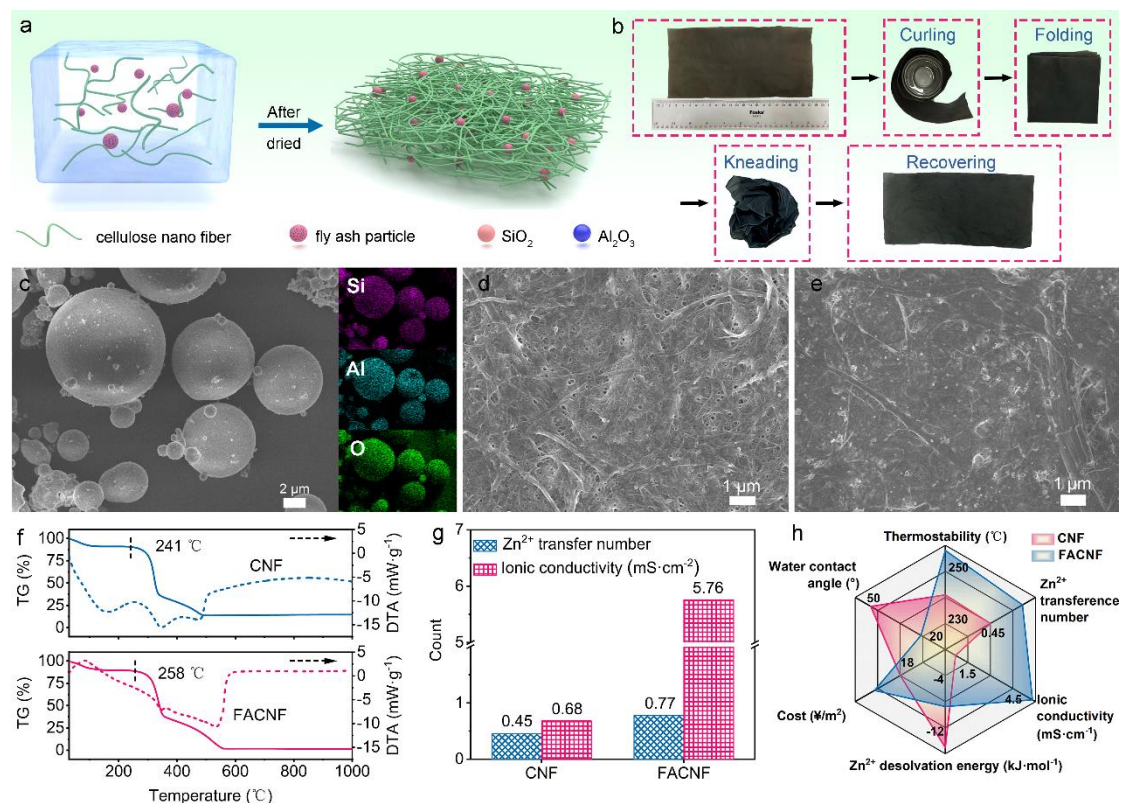 a
After
dried
cellulose nano fiber
fly ash particle
SiO₂
Al₂O₃
b
Curling
Folding
Kneading
Recovering
c
Si
Al
O
2 μm
d
1 μm
e
1 μm
f
TG (%)
100
75
50
25
0
241 ℃
CNF
5
0
-5
-10
-15
DTA (mW·g⁻¹)
TG (%)
100
75
50
25
0
258 ℃
FACNF
5
0
-5
-10
-15
DTA (mW·g⁻¹)
200 400 600 800 1000
Temperature (℃)
g
Zn²⁺ transfer number
Ionic conductivity (mS·cm⁻²)
Count
7
6
5
1
0
0.45
0.68
0.77
5.76
CNF
FACNF
h
CNF
FACNF
Thermostability (℃)
Water contact
angle (°)
Zn²⁺
transference
number
250
50
230
0.45
20
18
1.5
-4
4.5
-12
Cost (¥/m²)
Ionic
conductivity
(mS·cm⁻¹)
Zn²⁺ desolvation energy (kJ·mol⁻¹)